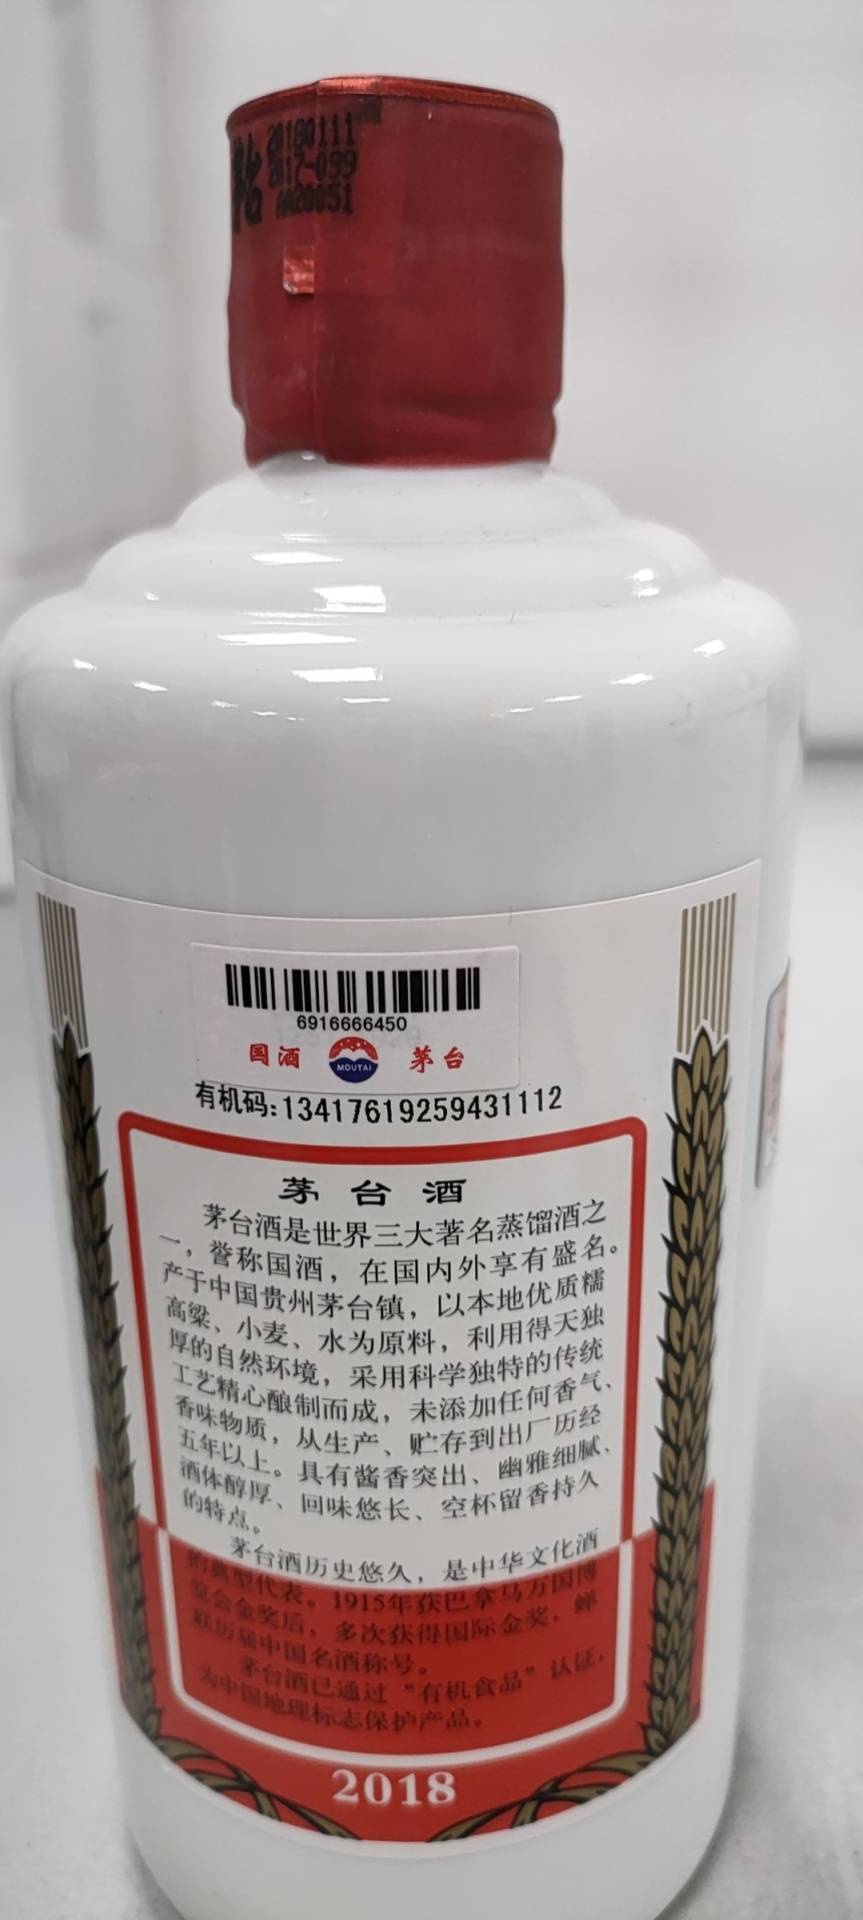 20180111
2017-099
6916666450
国酒 MOUTAI 茅台
有机码:13417619259431112
茅台酒
茅台酒是世界三大著名蒸馏酒之
一，誉称国酒，在国内外享有盛名。
产于中国贵州茅台镇，以本地优质糯
高粱、小麦、水为原料，利用得天独
厚的自然环境，采用科学独特的传统
工艺精心酿制而成，未添加任何香气、
香味物质，从生产、贮存到出厂历经
五年以上。具有酱香突出、幽雅细腻、
酒体醇厚、回味悠长、空杯留香持久
的特点。
茅台酒历史悠久，是中华文化酒
的典型代表。1915年获巴拿马万国博
览会金奖后，多次获得国际金奖，蝉
联历届中国名酒称号。
茅台酒已通过“有机食品”认证，
为中国地理标志保护产品。
2018